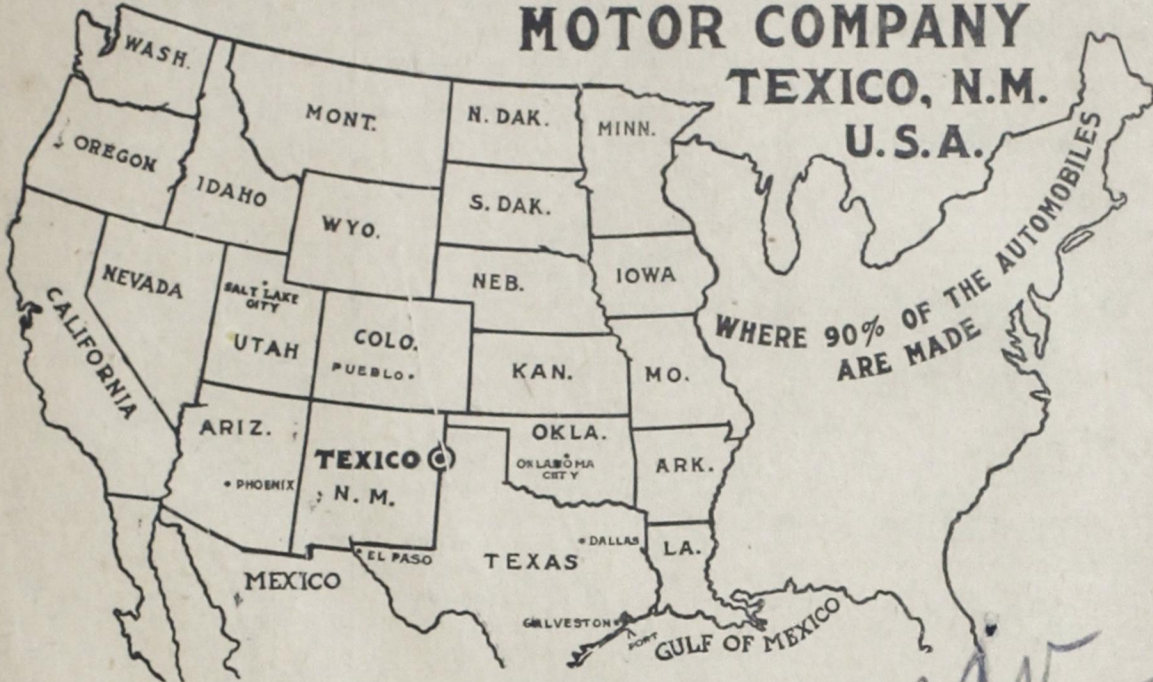 MOTOR COMPANY
TEXICO, N.M.
U.S.A.
WASH.
MONT.
N. DAK.
MINN.
OREGON
IDAHO
WYO.
S. DAK.
NEVADA
SALT LAKE
CITY
UTAH
NEB.
IOWA
CALIFORNIA
COLO.
PUEBLO
KAN.
MO.
WHERE 90% OF THE AUTOMOBILES
ARE MADE
ARIZ.
PHOENIX
TEXICO
N. M.
OKLA.
OKLAHOMA
CITY
ARK.
EL PASO
TEXAS
DALLAS
LA.
MEXICO
GALVESTON
PORT
GULF OF MEXICO